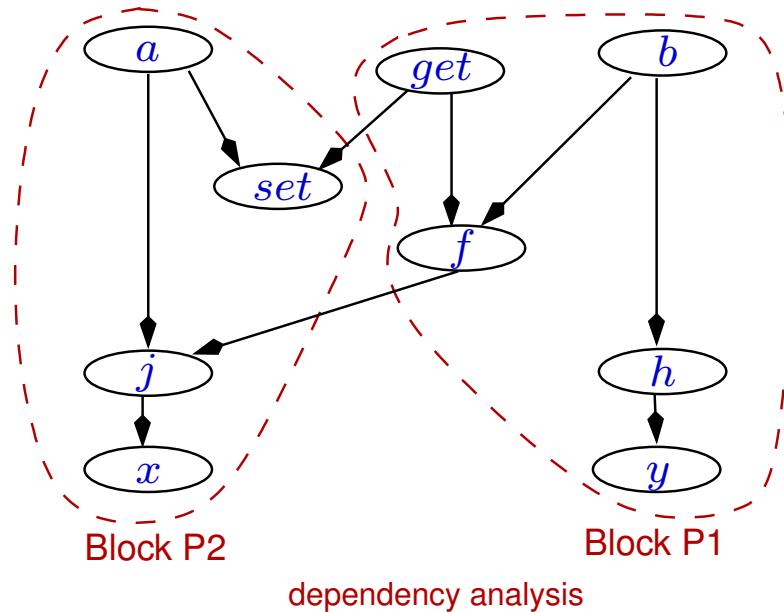 a
get
b
set
f
j
h
x
y
Block P2
Block P1
dependency analysis